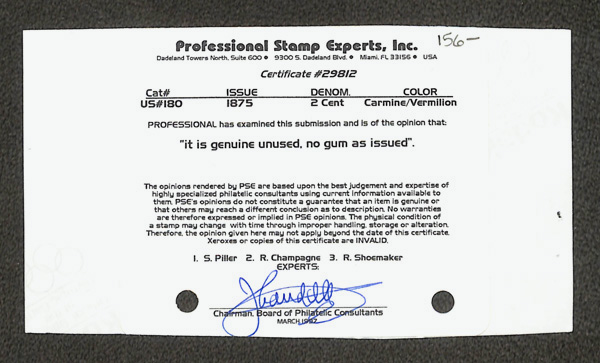 156—
Professional Stamp Experts, Inc.
Dadeland Towers North, Suite 600 • 9300 S. Dadeland Blvd. • Miami, FL 33156 • USA
Certificate #29812
Cat# ISSUE DENOM. COLOR
US#180 1875 2 Cent Carmine/Vermilion
PROFESSIONAL has examined this submission and is of the opinion that:
"it is genuine unused, no gum as issued".
The opinions rendered by PSE are based upon the best judgement and expertise of
highly specialized philatelic consultants using current information available to
them. PSE's opinions do not constitute a guarantee that an item is genuine or
that others may reach a different conclusion as to description. No warranties
are therefore expressed or implied in PSE opinions. The physical condition of
a stamp may change with time through improper handling, storage or alteration.
Therefore, the opinion given here may not apply beyond the date of this certificate.
Xeroxes or copies of this certificate are INVALID.
1. S. Piller 2. R. Champagne 3. R. Shoemaker
EXPERTS:
Chairman, Board of Philatelic Consultants
MARCH